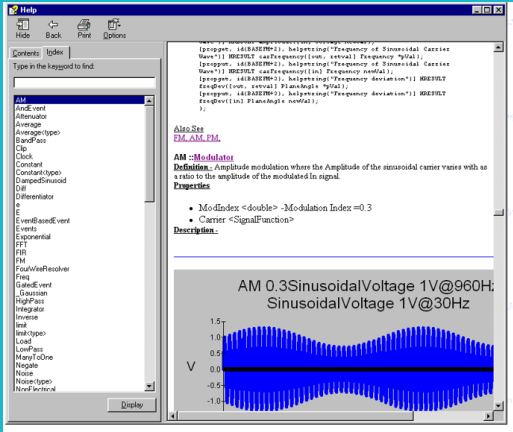 Help
Hide Back Print Options
Contents Index
Type in the keyword to find:
AM
AndEvent
Attenuator
Average
Average<type>
BandPass
Clip
Clock
Constant
Constant<type>
DampedSinusoid
Diff
Differentiator
e
E
EventBasedEvent
Events
Exponential
FFT
FIR
FM
FourWireResolver
Freq
GatedEvent
_Gaussian
HighPass
Integrator
Inverse
limit
limit<type>
Load
LowPass
ManyToOne
Negate
Noise
Noise<type>
NonElectrical
Display
[propget, id(BASEFM+2), helpstring("Frequency of Sinusoidal Carrier
Wave")] HRESULT carFrequency([out, retval] Frequency *pVal);
[propput, id(BASEFM+2), helpstring("Frequency of Sinusoidal Carrier
Wave")] HRESULT carFrequency([in] Frequency newVal);
[propget, id(BASEFM+3), helpstring("Frequency deviation")] HRESULT
freqDev([out, retval] PlaneAngle *pVal);
[propput, id(BASEFM+3), helpstring("Frequency deviation")] HRESULT
freqDev([in] PlaneAngle newVal);
};
Also See
FM, AM, PM,
AM ::Modulator
Definition - Amplitude modulation where the Amplitude of the sinusoidal carrier varies with as
a ratio to the amplitude of the modulated In signal.
Properties
• ModIndex <double> -Modulation Index =0.3
• Carrier <SignalFunction>
Description -
AM 0.3SinusoidalVoltage 1V@960Hz
SinusoidalVoltage 1V@30Hz
1.5
1.0
0.5
V 0.0
-0.5
-1.0